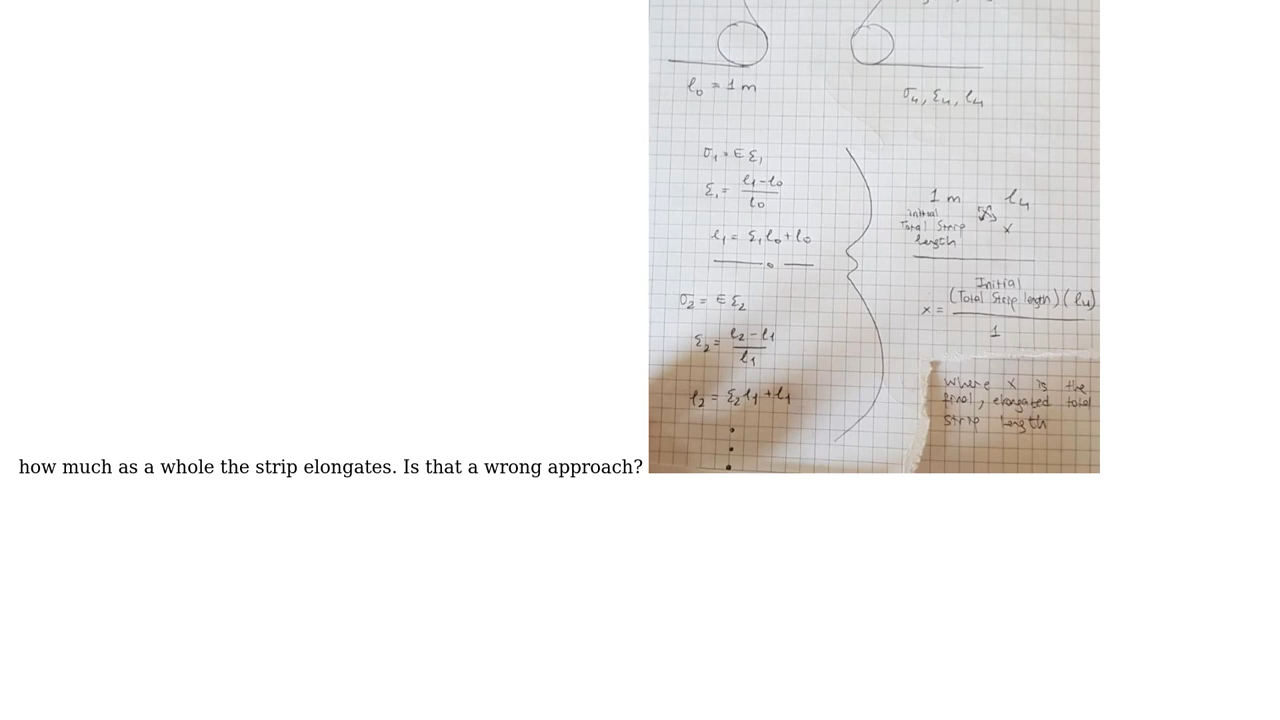 l₀ = 1 m
σ₄, ε₄, l₄
σ₁ = E ε₁
ε₁ = (l₁ - l₀) / l₀
l₁ = ε₁ l₀ + l₀
σ₂ = E ε₂
ε₂ = (l₂ - l₁) / l₁
l₂ = ε₂ l₁ + l₁
1 m l₄
initial
Total Strip x
length
Initial
(Total Strip length) (l₄)
x =
1
where x is the
final, elongated total
strip length
how much as a whole the strip elongates. Is that a wrong approach?